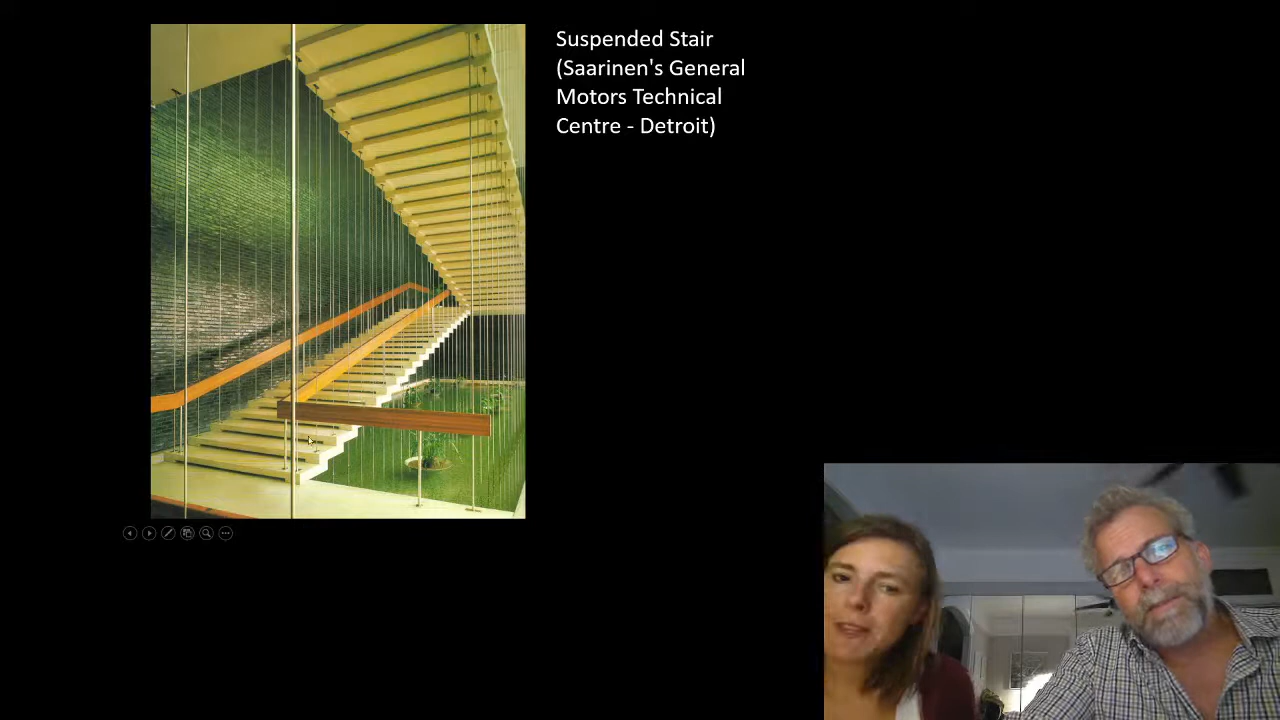 Suspended Stair
(Saarinen's General
Motors Technical
Centre - Detroit)